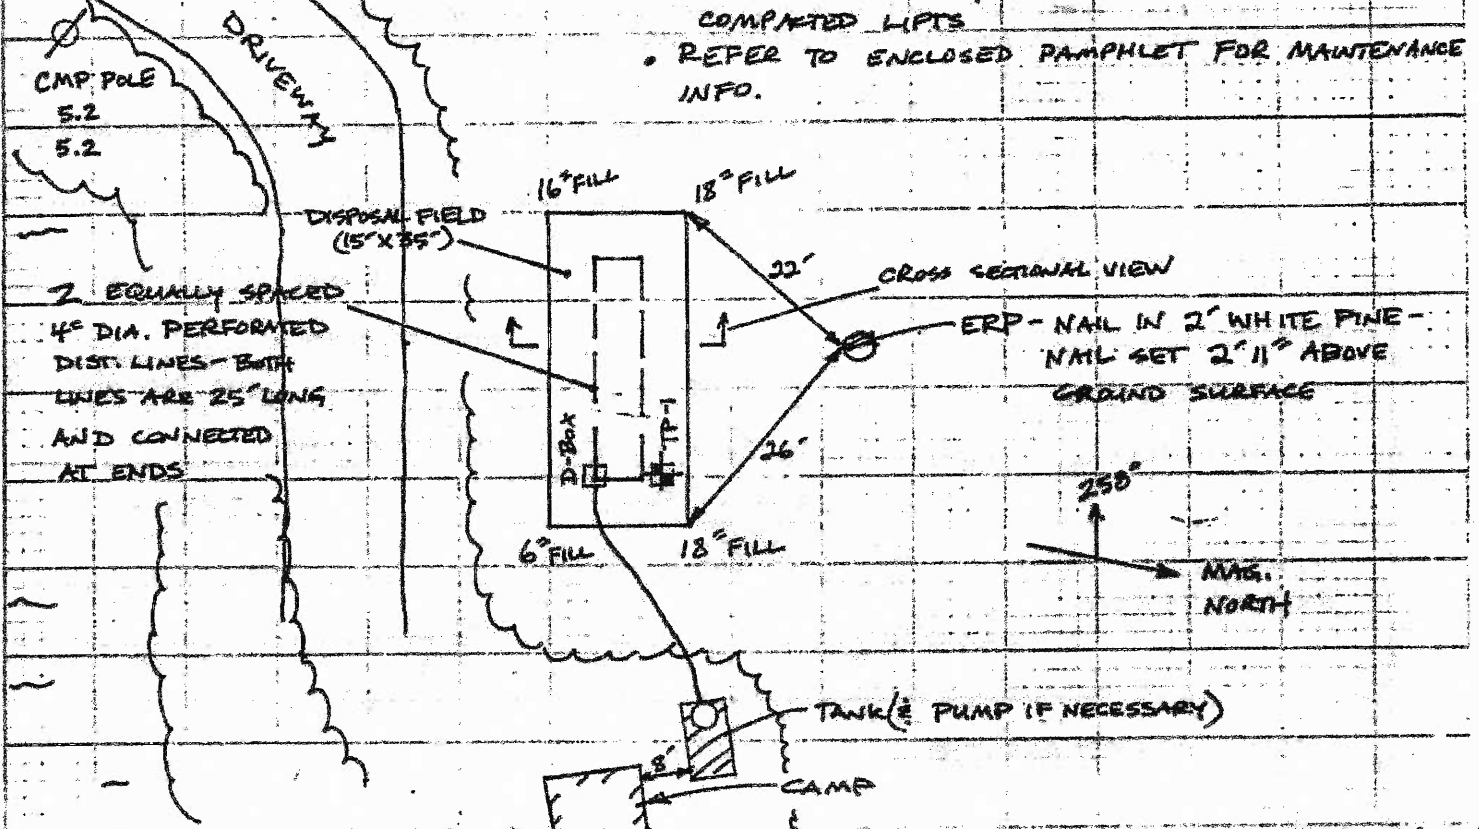 COMPACTED LIFTS
• REFER TO ENCLOSED PAMPHLET FOR MAINTENANCE
INFO.
DRIVEWAY
CMP POLE
5.2
5.2
16" FILL
18" FILL
DISPOSAL FIELD
(15' X 35')
22'
CROSS SECTIONAL VIEW
2 EQUALLY SPACED
4" DIA. PERFORATED
DIST. LINES - BOTH
LINES ARE 25' LONG
AND CONNECTED
AT ENDS
ERP - NAIL IN 2' WHITE PINE -
NAIL SET 2' 11" ABOVE
GROUND SURFACE
D-BOX
TP-1
26'
6" FILL
18" FILL
250°
MAG.
NORTH
TANK (& PUMP IF NECESSARY)
8'
CAMP